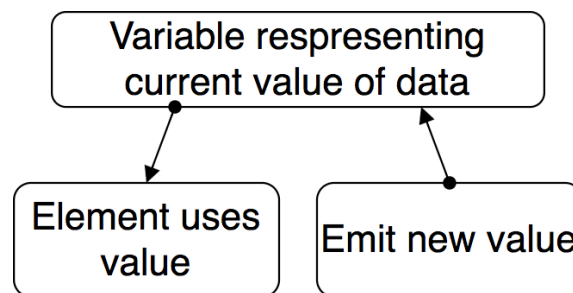 Variable respresenting
current value of data
Element uses
value
Emit new value